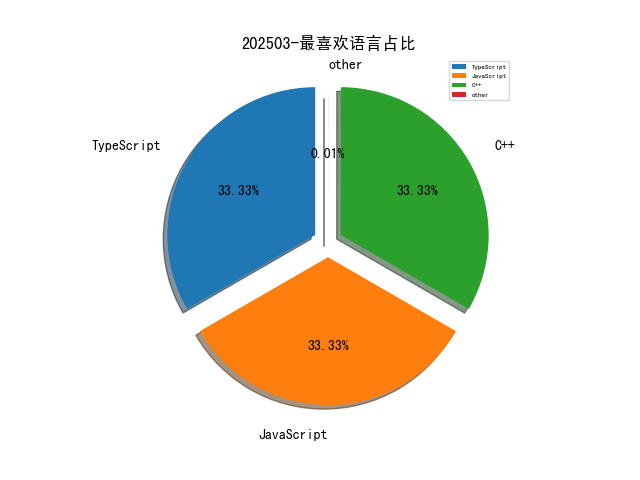 202503-最喜欢语言占比
other
TypeScript
JavaScript
C++
other
TypeScript
C++
0.01%
33.33%
33.33%
33.33%
JavaScript